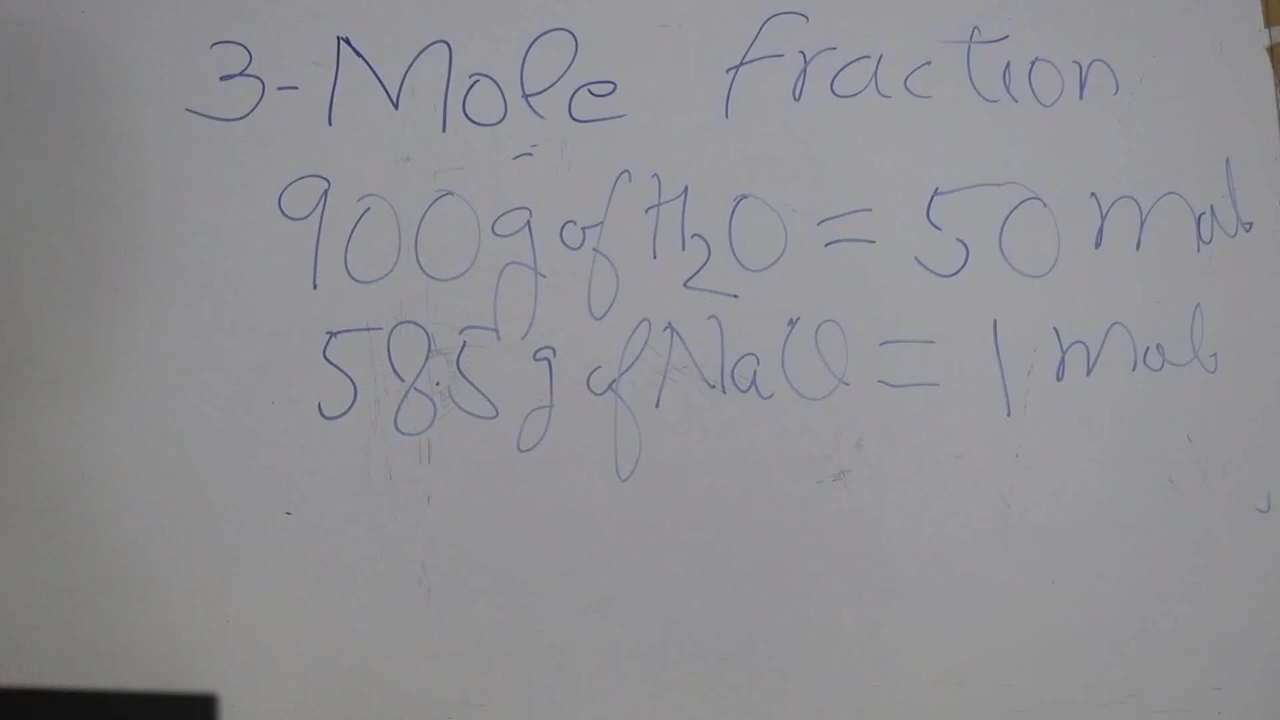 3-Mole fraction
900g of H₂O = 50 mol
58.5g of NaCl = 1 mol